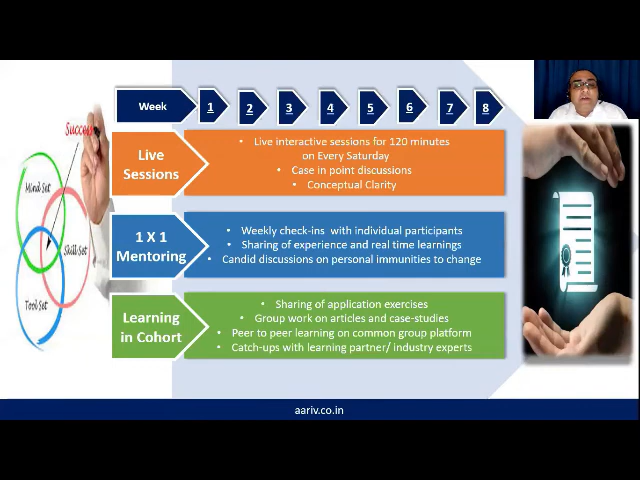 Week
1
2
3
4
5
6
7
8
Success
Mind Set
Skill Set
Tool Set
Live
Sessions
• Live interactive sessions for 120 minutes
on Every Saturday
• Case in point discussions
• Conceptual Clarity
1 X 1
Mentoring
• Weekly check-ins with individual participants
• Sharing of experience and real time learnings
• Candid discussions on personal immunities to change
Learning
in Cohort
• Sharing of application exercises
• Group work on articles and case-studies
• Peer to peer learning on common group platform
• Catch-ups with learning partner/ industry experts
aariv.co.in